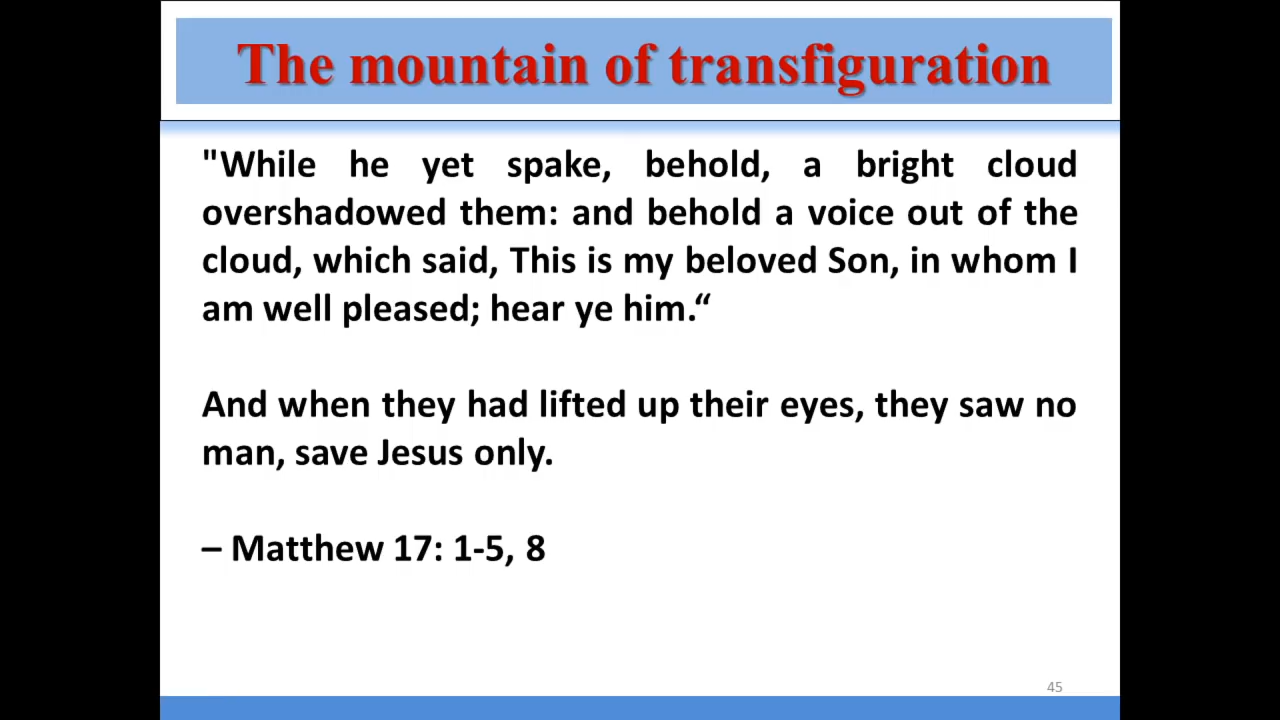 The mountain of transfiguration
"While he yet spake, behold, a bright cloud
overshadowed them: and behold a voice out of the
cloud, which said, This is my beloved Son, in whom I
am well pleased; hear ye him.“
And when they had lifted up their eyes, they saw no
man, save Jesus only.
– Matthew 17: 1-5, 8
45